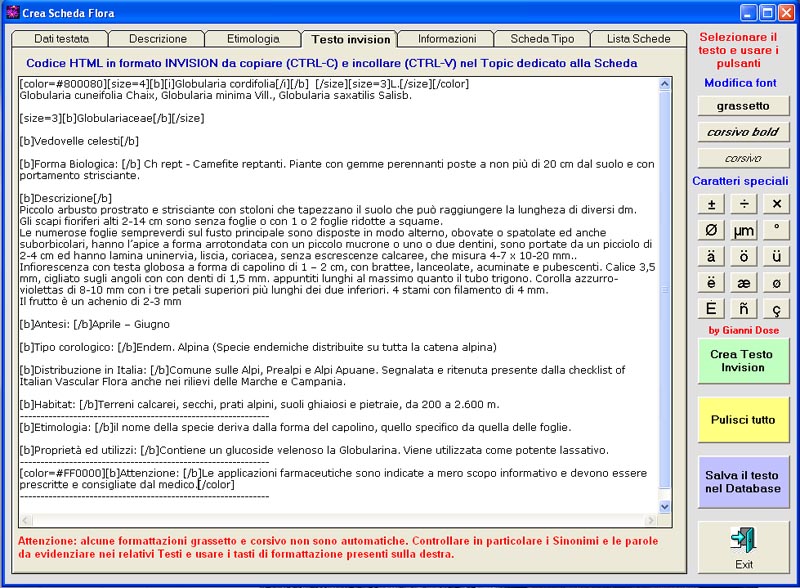 Crea Scheda Flora
Dati testata
Descrizione
Etimologia
Testo invision
Informazioni
Scheda Tipo
Lista Schede
Codice HTML in formato INVISION da copiare (CTRL-C) e incollare (CTRL-V) nel Topic dedicato alla Scheda
[color=#800080][size=4][b][i]Globularia cordifolia[/i][/b]  [/size][size=3]L.[/size][/color]
Globularia cuneifolia Chaix, Globularia minima Vill., Globularia saxatilis Salisb.
[size=3][b]Globulariaceae[/b][/size]
[b]Vedovelle celesti[/b]
[b]Forma Biologica: [/b] Ch rept - Camefite reptanti. Piante con gemme perennanti poste a non più di 20 cm dal suolo e con
portamento strisciante.
[b]Descrizione[/b]
Piccolo arbusto prostrato e strisciante con stoloni che tapezzano il suolo che può raggiungere la lungheza di diversi dm.
Gli scapi fioriferi alti 2-14 cm sono senza foglie o con 1 o 2 foglie ridotte a squame.
Le numerose foglie sempreverdi sul fusto principale sono disposte in modo alterno, obovate o spatolate ed anche
suborbicolari, hanno l'apice a forma arrotondata con un piccolo mucrone o uno o due dentini, sono portate da un picciolo di
2-4 cm ed hanno lamina uninervia, liscia, coriacea, senza escrescenze calcaree, che misura 4-7 x 10-20 mm..
Infiorescenza con testa globosa a forma di capolino di 1 – 2 cm, con brattee, lanceolate, acuminate e pubescenti. Calice 3,5
mm, cigliato sugli angoli con con denti di 1,5 mm. appuntiti lunghi al massimo quanto il tubo trigono. Corolla azzurro-
violettas di 8-10 mm con i tre petali superiori più lunghi dei due inferiori. 4 stami con filamento di 4 mm.
Il frutto è un achenio di 2-3 mm
[b]Antesi: [/b]Aprile – Giugno
[b]Tipo corologico: [/b]Endem. Alpina (Specie endemiche distribuite su tutta la catena alpina)
[b]Distribuzione in Italia: [/b]Comune sulle Alpi, Prealpi e Alpi Apuane. Segnalata e ritenuta presente dalla checklist of
Italian Vascular Flora anche nei rilievi delle Marche e Campania.
[b]Habitat: [/b]Terreni calcarei, secchi, prati alpini, suoli ghiaiosi e pietraie, da 200 a 2.600 m.
------------------------------------------------------------
[b]Etimologia: [/b]il nome della specie deriva dalla forma del capolino, quello specifico da quella delle foglie.
[b]Proprietà ed utilizzi: [/b]Contiene un glucoside velenoso la Globularina. Viene utilizzata come potente lassativo.
------------------------------------------------------------
[color=#FF0000][b]Attenzione: [/b]Le applicazioni farmaceutiche sono indicate a mero scopo informativo e devono essere
prescritte e consigliate dal medico.[/color]
------------------------------------------------------------
Attenzione: alcune formattazioni grassetto e corsivo non sono automatiche. Controllare in particolare i Sinonimi e le parole
da evidenziare nei relativi Testi e usare i tasti di formattazione presenti sulla destra.
Selezionare il
testo e usare i
pulsanti
Modifica font
grassetto
corsivo bold
corsivo
Caratteri speciali
± ÷ ×
Ø µm °
ä ö ü
ë æ ø
É ñ ç
by Gianni Dose
Crea Testo
Invision
Pulisci tutto
Salva il testo
nel Database
Exit